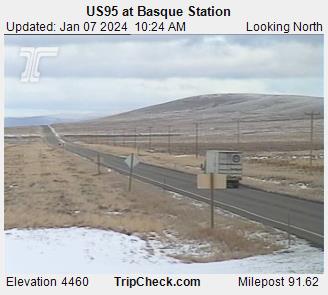 US95 at Basque Station
Updated: Jan 07 2024 10:24 AM Looking North
Elevation 4460 TripCheck.com Milepost 91.62